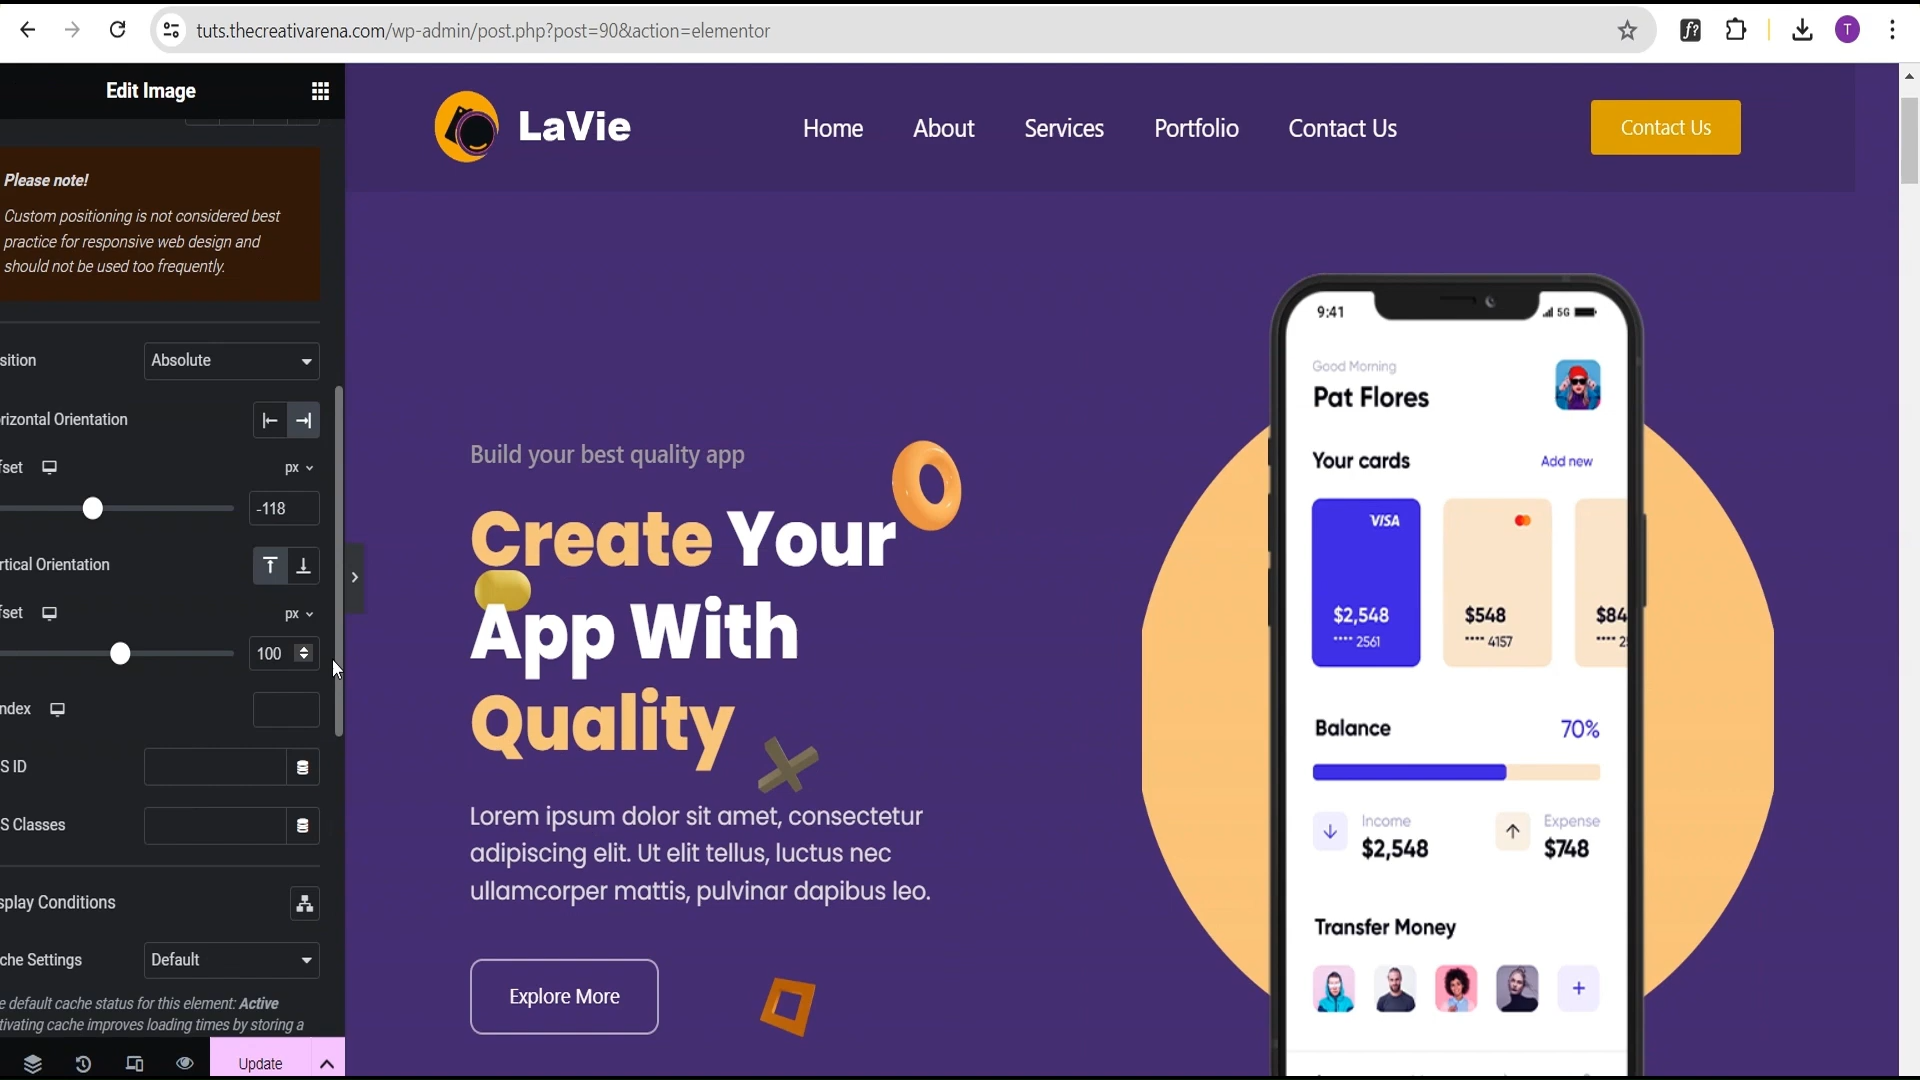 tuts.thecreativarena.com/wp-admin/post.php?post=90&action=elementor
f?
T
Edit Image
Please note!
Custom positioning is not considered best
practice for responsive web design and
should not be used too frequently.
sition
Absolute
rizontal Orientation
fset
px
-118
rtical Orientation
fset
px
100
ndex
S ID
S Classes
splay Conditions
che Settings
Default
e default cache status for this element: Active
tivating cache improves loading times by storing a
Update
LaVie
Home
About
Services
Portfolio
Contact Us
Contact Us
Build your best quality app
Create Your
App With
Quality
Lorem ipsum dolor sit amet, consectetur
adipiscing elit. Ut elit tellus, luctus nec
ullamcorper mattis, pulvinar dapibus leo.
Explore More
9:41
5G
Good Morning
Pat Flores
Your cards
Add new
VISA
$2,548
•••• 2561
$548
•••• 4157
$84
•••• 2
Balance
70%
Income
$2,548
Expense
$748
Transfer Money